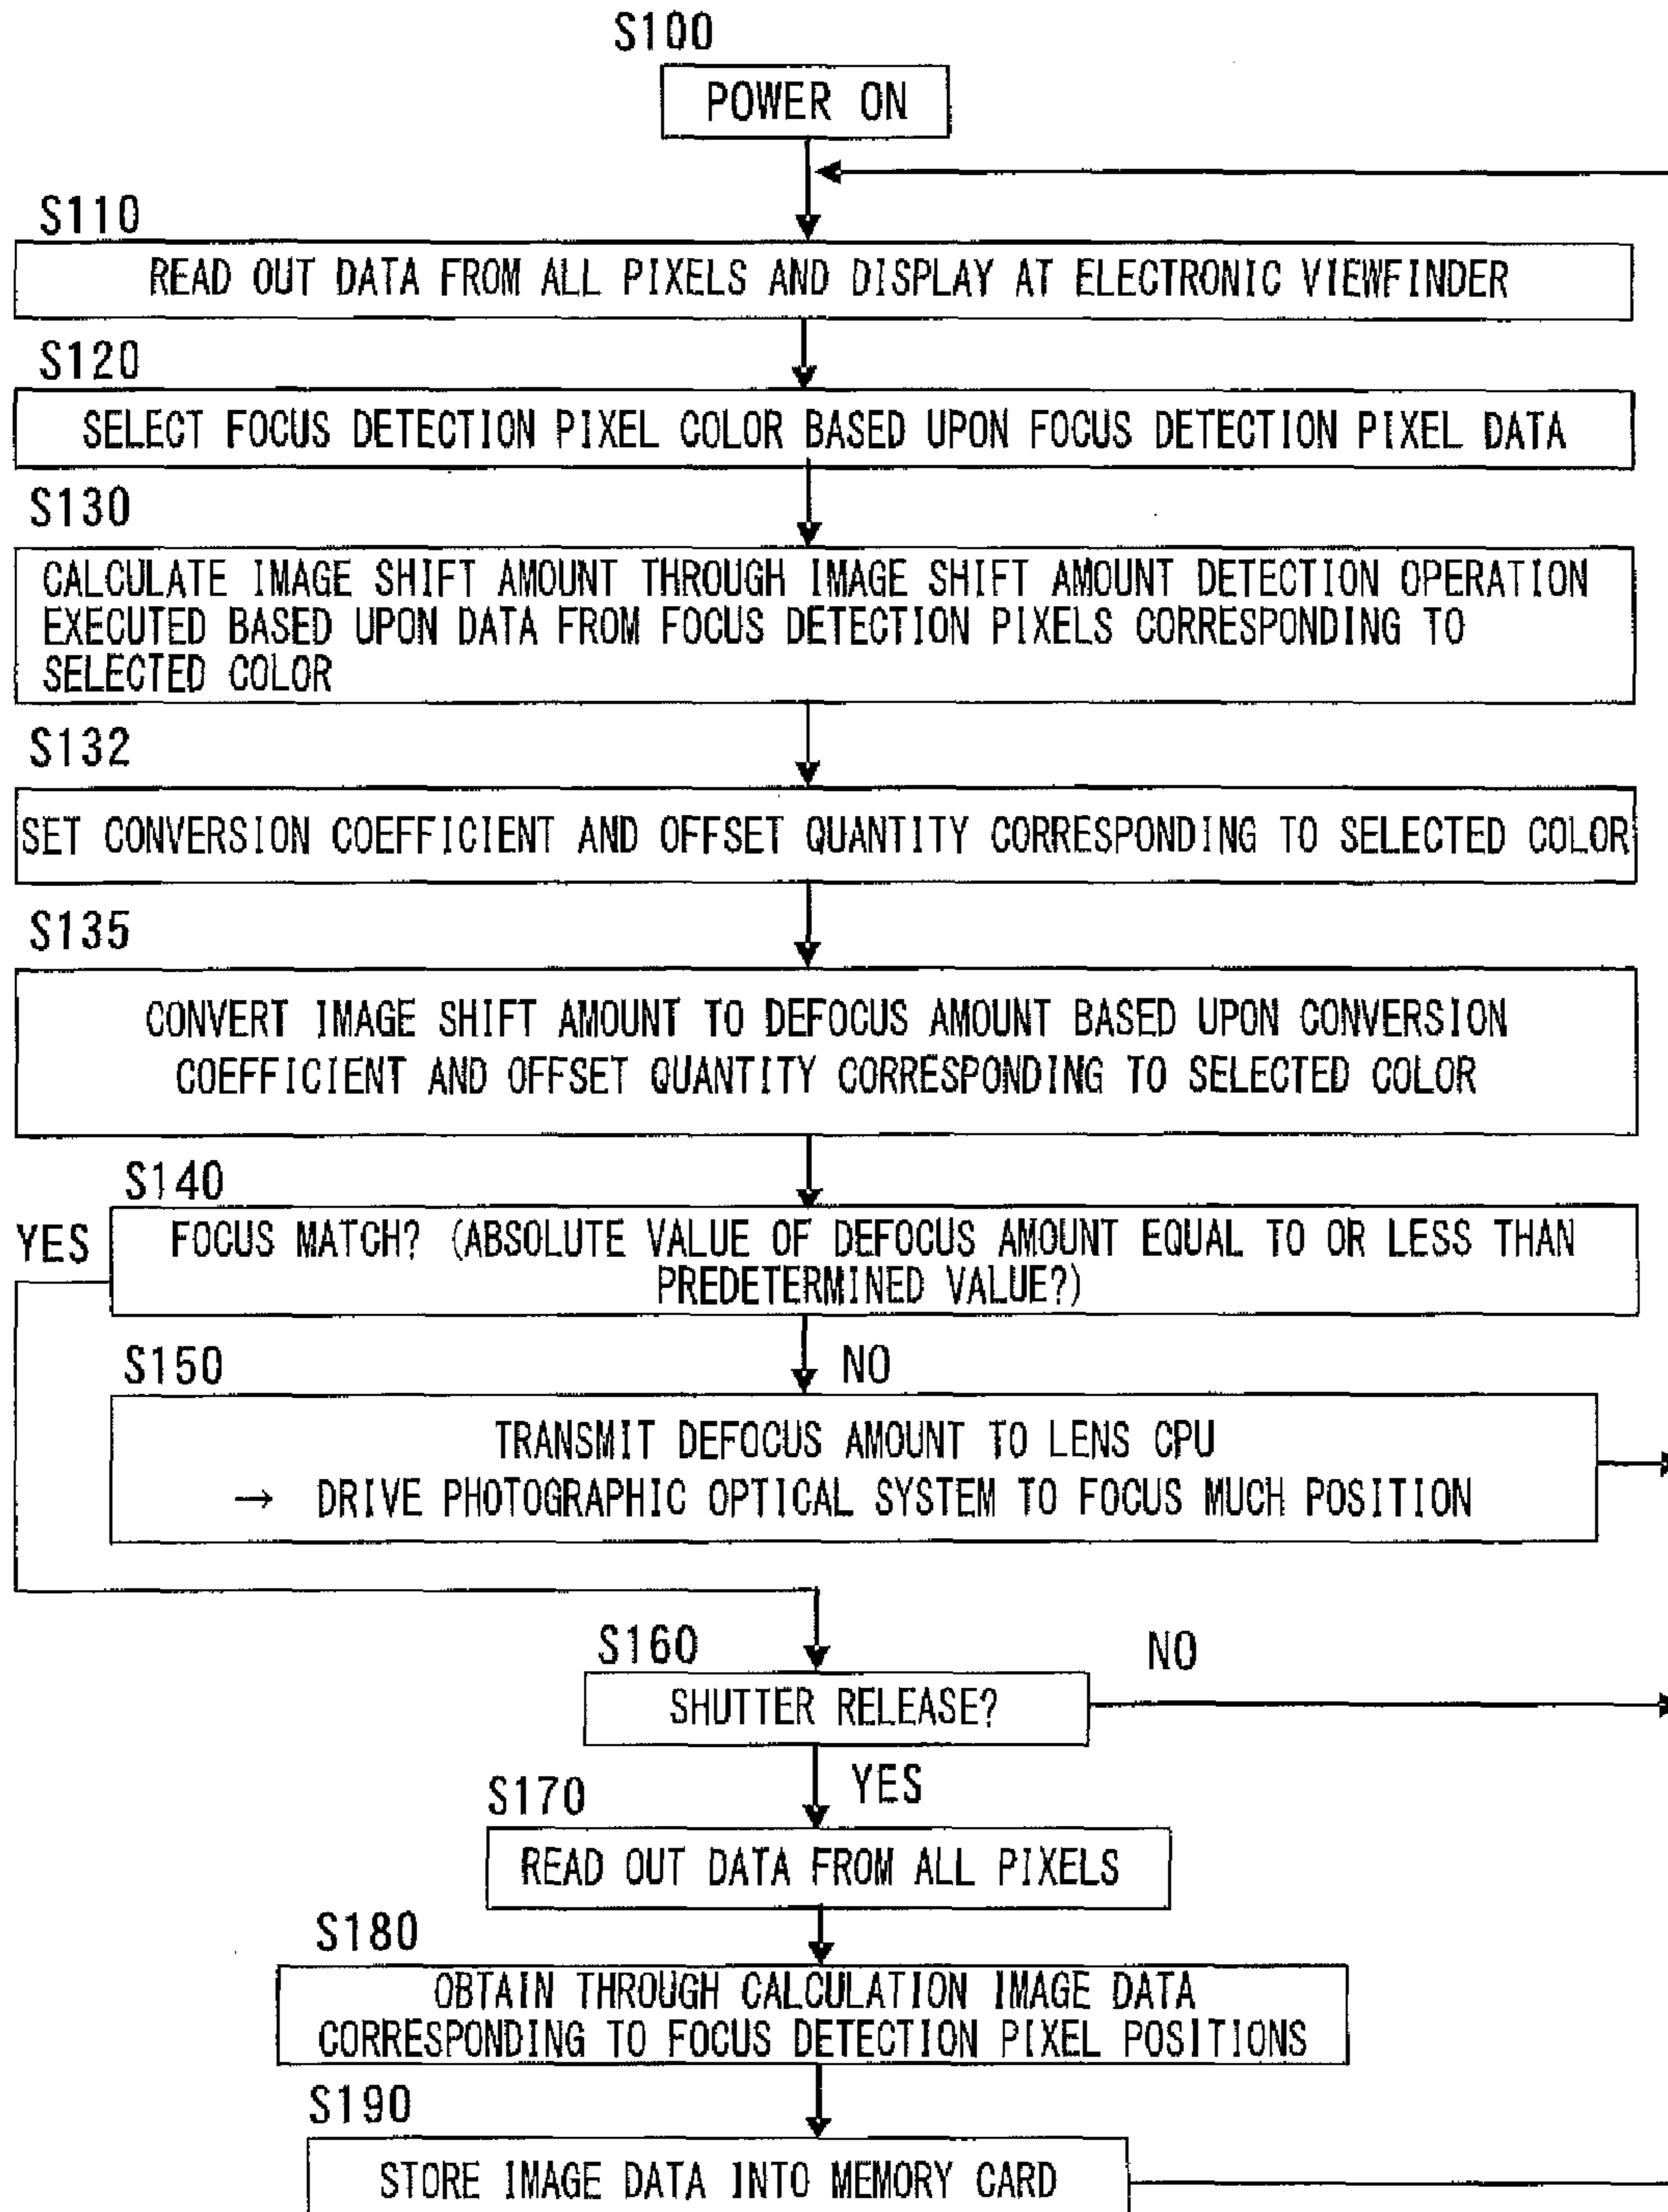 S100
POWER ON
S110
READ OUT DATA FROM ALL PIXELS AND DISPLAY AT ELECTRONIC VIEWFINDER
S120
SELECT FOCUS DETECTION PIXEL COLOR BASED UPON FOCUS DETECTION PIXEL DATA
S130
CALCULATE IMAGE SHIFT AMOUNT THROUGH IMAGE SHIFT AMOUNT DETECTION OPERATION
EXECUTED BASED UPON DATA FROM FOCUS DETECTION PIXELS CORRESPONDING TO
SELECTED COLOR
S132
SET CONVERSION COEFFICIENT AND OFFSET QUANTITY CORRESPONDING TO SELECTED COLOR
S135
CONVERT IMAGE SHIFT AMOUNT TO DEFOCUS AMOUNT BASED UPON CONVERSION
COEFFICIENT AND OFFSET QUANTITY CORRESPONDING TO SELECTED COLOR
S140
YES
FOCUS MATCH? (ABSOLUTE VALUE OF DEFOCUS AMOUNT EQUAL TO OR LESS THAN
PREDETERMINED VALUE?)
NO
S150
TRANSMIT DEFOCUS AMOUNT TO LENS CPU
→ DRIVE PHOTOGRAPHIC OPTICAL SYSTEM TO FOCUS MUCH POSITION
S160
NO
SHUTTER RELEASE?
YES
S170
READ OUT DATA FROM ALL PIXELS
S180
OBTAIN THROUGH CALCULATION IMAGE DATA
CORRESPONDING TO FOCUS DETECTION PIXEL POSITIONS
S190
STORE IMAGE DATA INTO MEMORY CARD